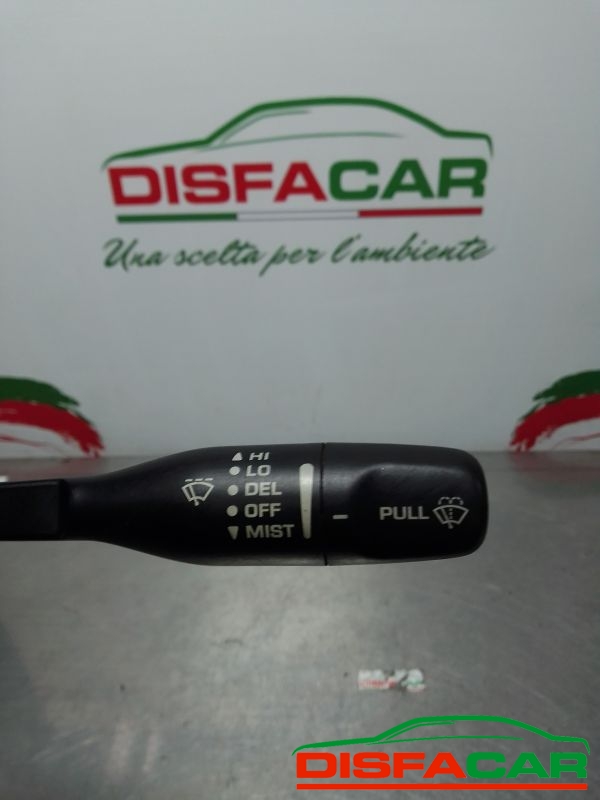 DISFACAR
Una scelta per l'ambiente
HI
LO
DEL
OFF
MIST
PULL
DISFACAR